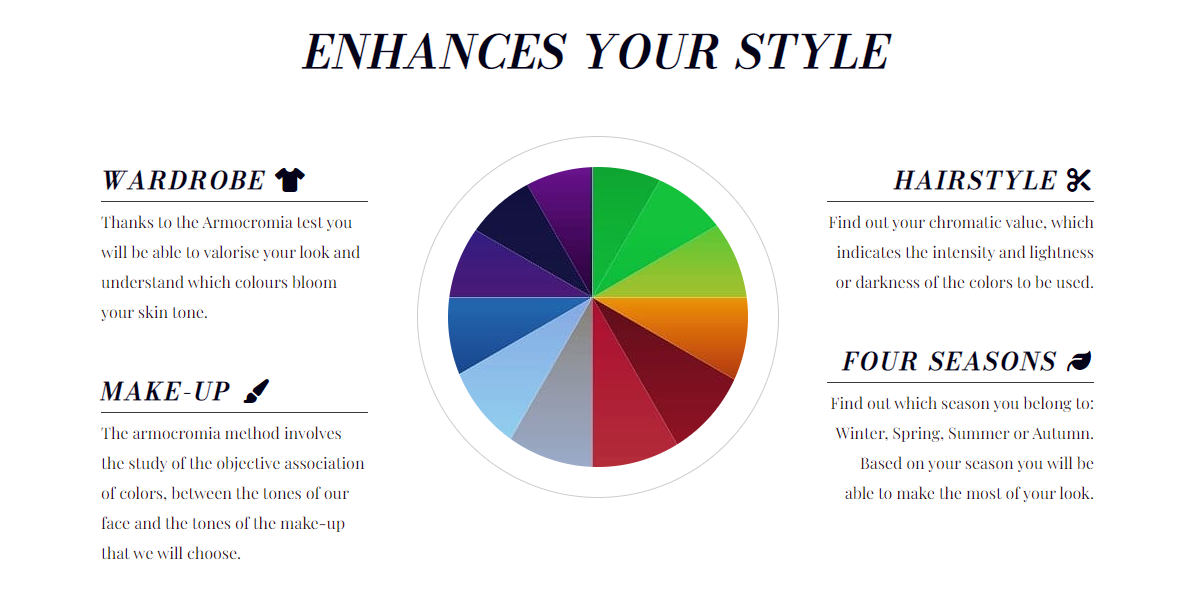 ENHANCES YOUR STYLE
WARDROBE
Thanks to the Armocromia test you
will be able to valorise your look and
understand which colours bloom
your skin tone.
MAKE-UP
The armocromia method involves
the study of the objective association
of colors, between the tones of our
face and the tones of the make-up
that we will choose.
HAIRSTYLE
Find out your chromatic value, which
indicates the intensity and lightness
or darkness of the colors to be used.
FOUR SEASONS
Find out which season you belong to:
Winter, Spring, Summer or Autumn.
Based on your season you will be
able to make the most of your look.